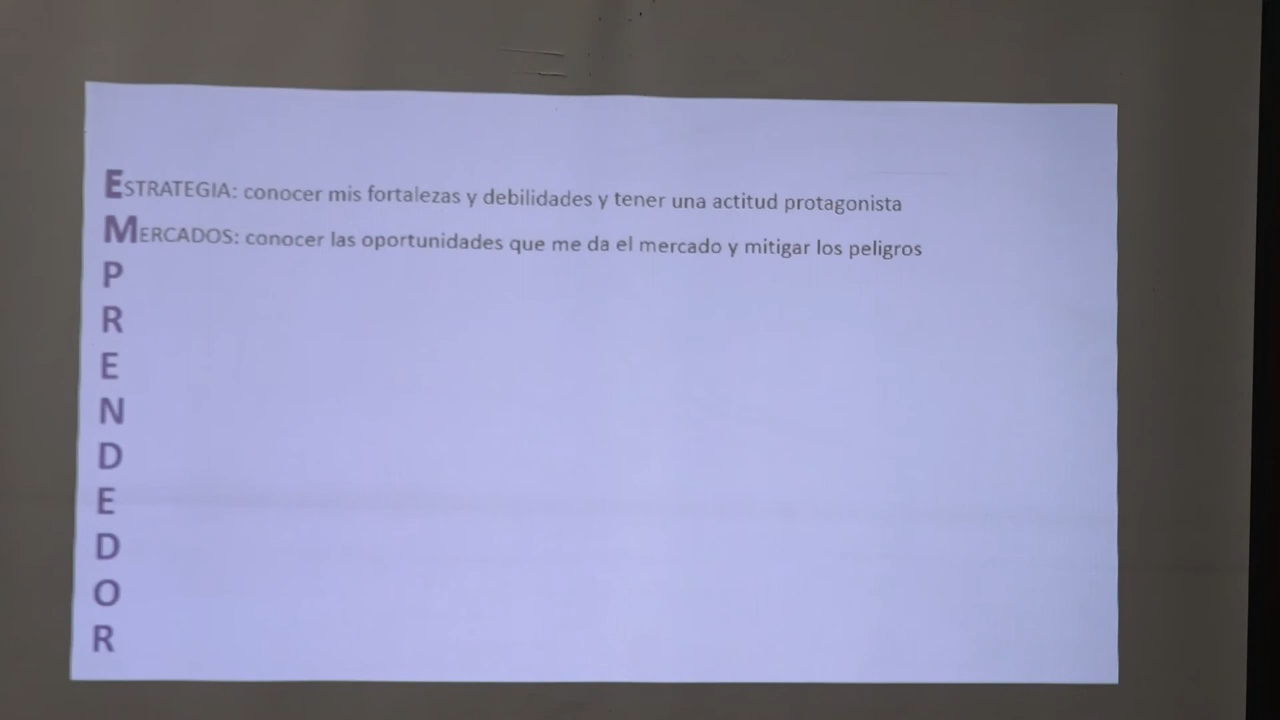 ESTRATEGIA: conocer mis fortalezas y debilidades y tener una actitud protagonista
MERCADOS: conocer las oportunidades que me da el mercado y mitigar los peligros
P
R
E
N
D
E
D
O
R